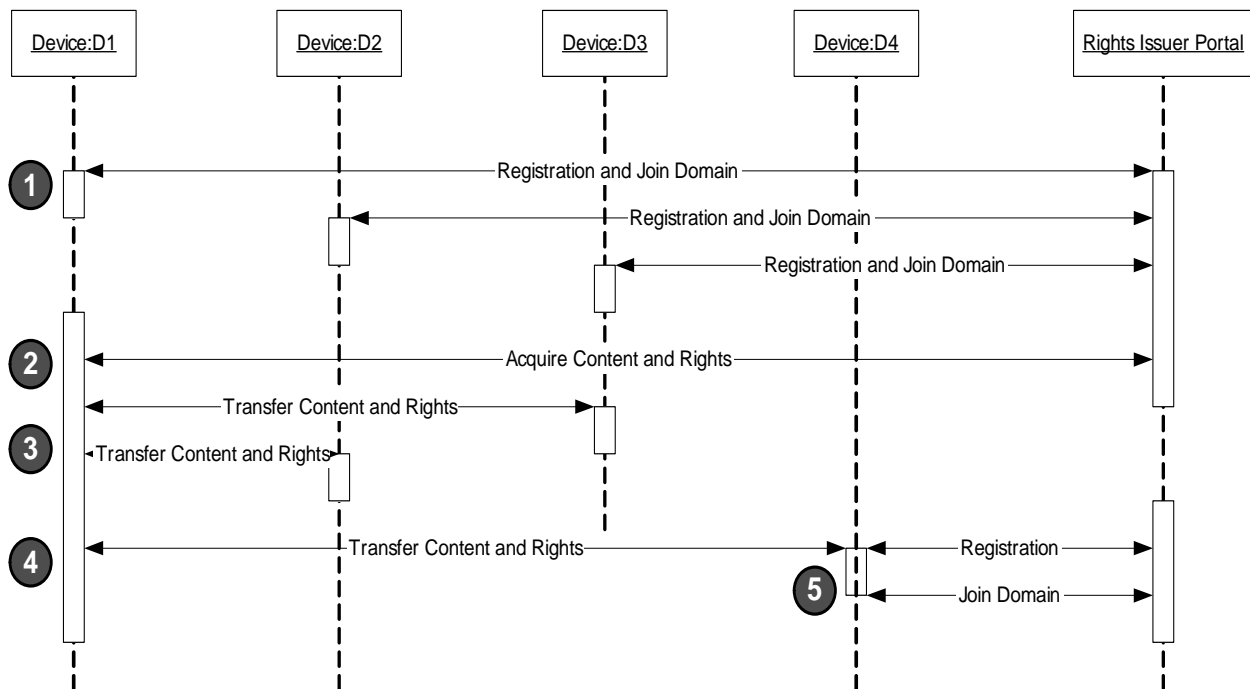 Device:D1
Device:D2
Device:D3
Device:D4
Rights Issuer Portal
1
Registration and Join Domain
Registration and Join Domain
Registration and Join Domain
2
Acquire Content and Rights
Transfer Content and Rights
3
Transfer Content and Rights
4
Transfer Content and Rights
Registration
5
Join Domain